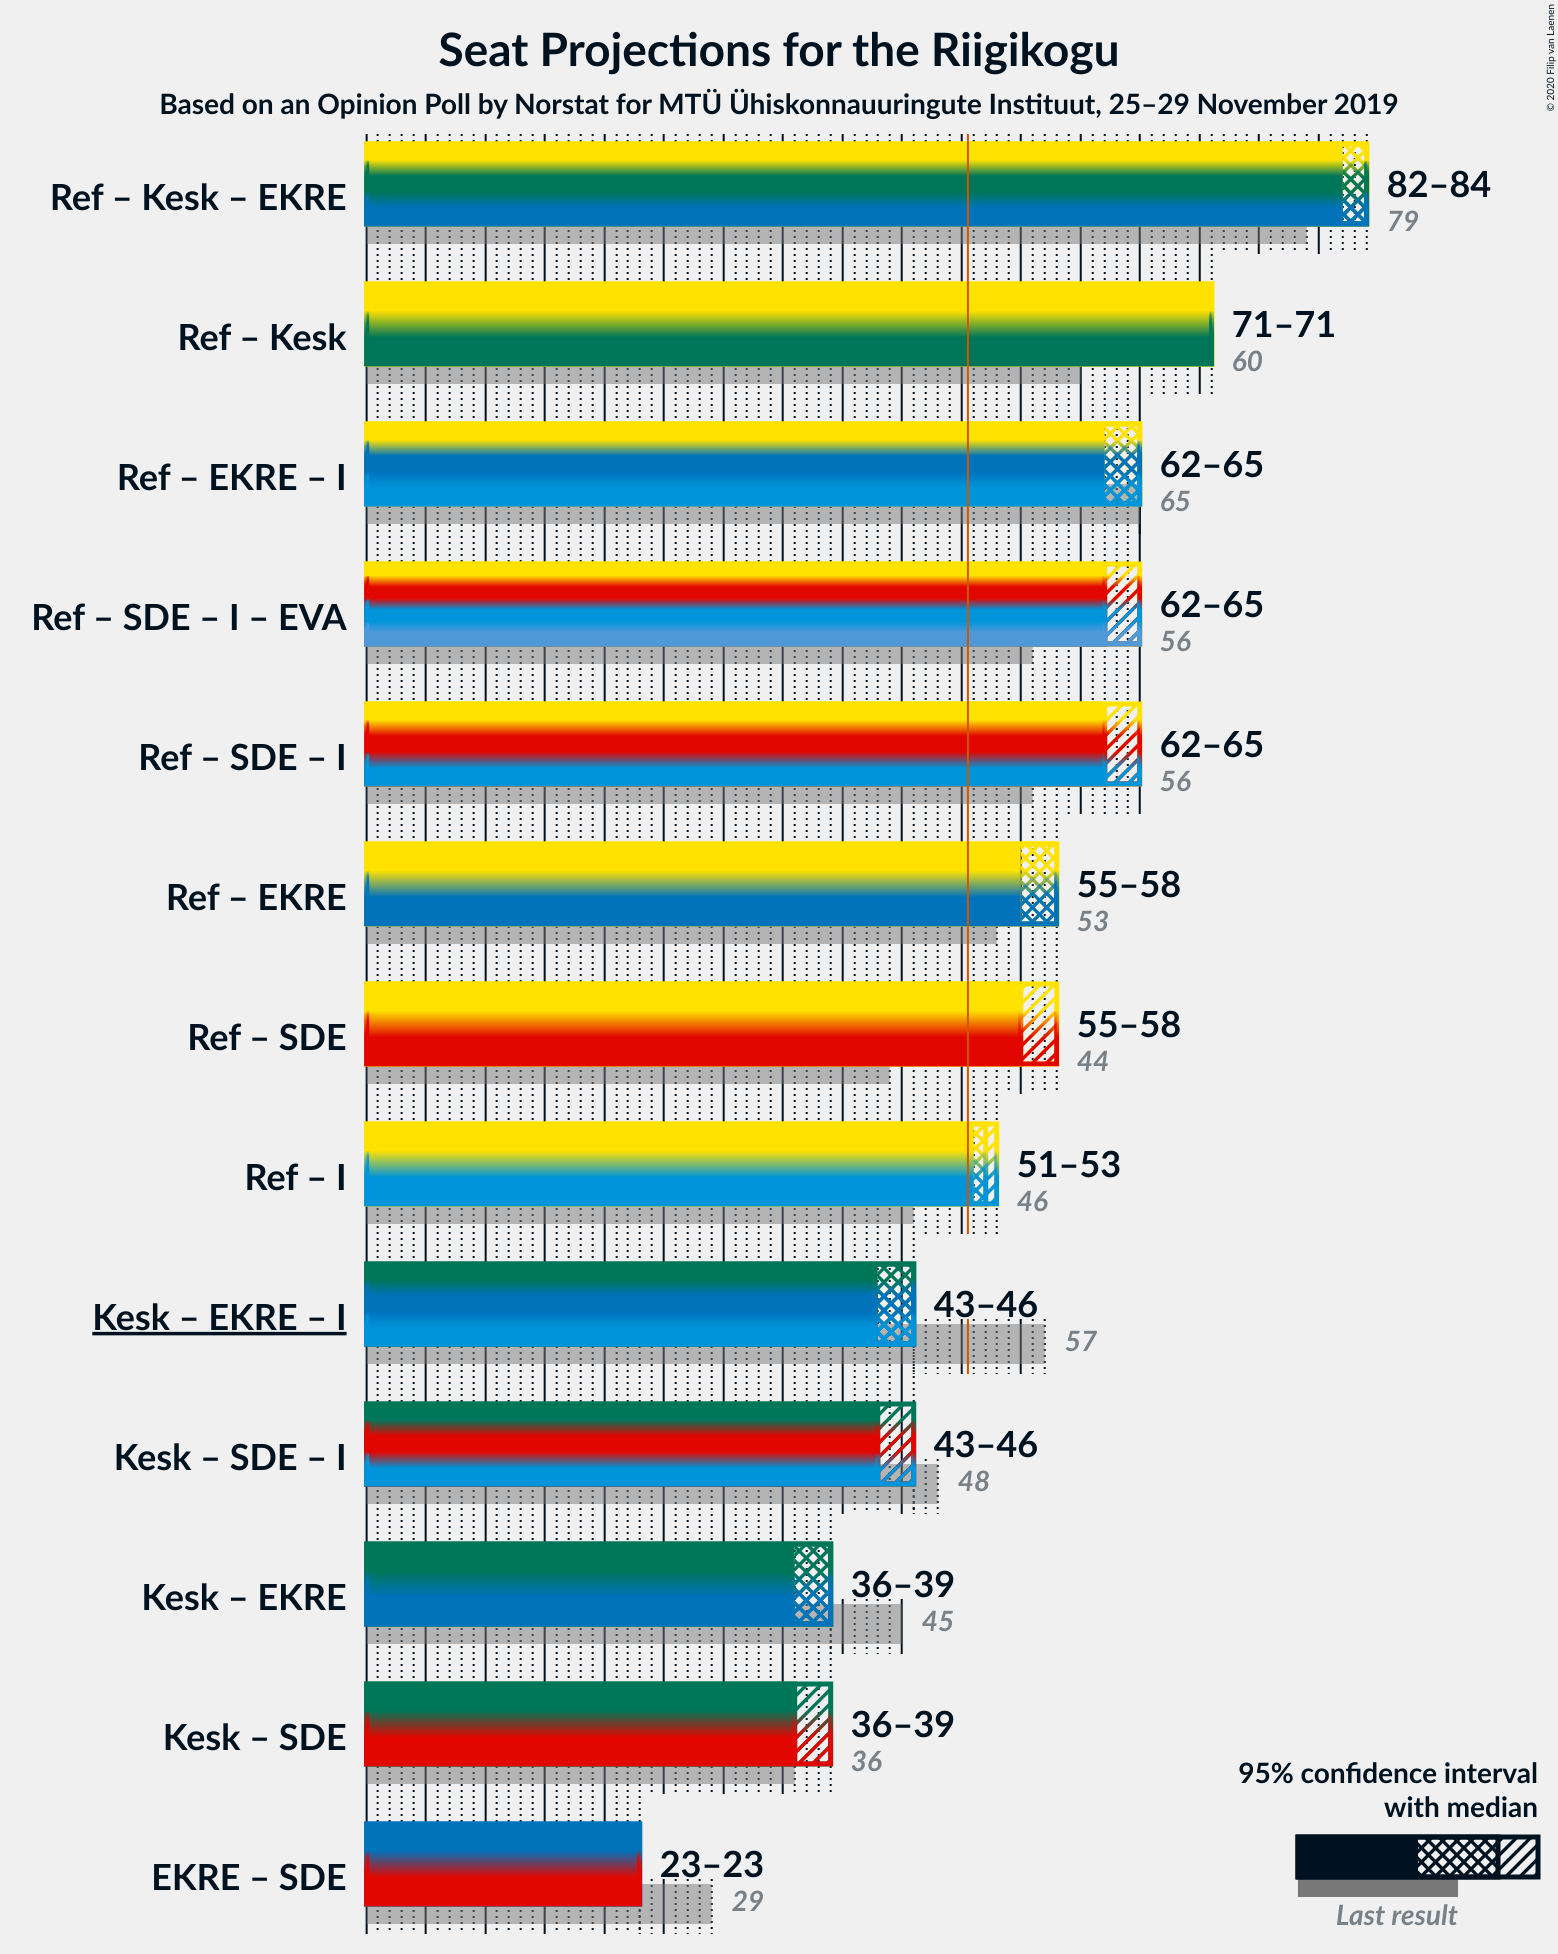 Seat Projections for the Riigikogu
Based on an Opinion Poll by Norstat for MTÜ Ühiskonnauuringute Instituut, 25–29 November 2019
© 2020 Filip van Laenen
Ref – Kesk – EKRE
82–84
79
Ref – Kesk
71–71
60
Ref – EKRE – I
62–65
65
Ref – SDE – I – EVA
62–65
56
Ref – SDE – I
62–65
56
Ref – EKRE
55–58
53
Ref – SDE
55–58
44
Ref – I
51–53
46
Kesk – EKRE – I
43–46
57
Kesk – SDE – I
43–46
48
Kesk – EKRE
36–39
45
Kesk – SDE
36–39
36
EKRE – SDE
23–23
29
95% confidence interval
with median
Last result